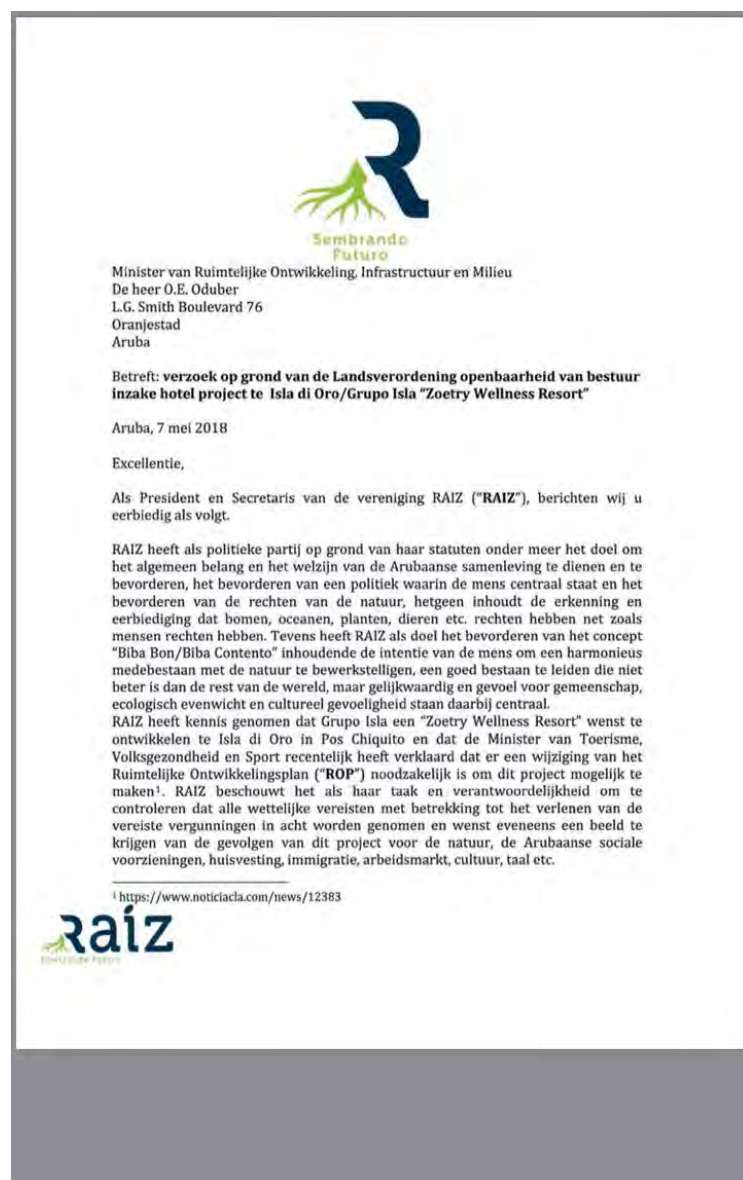 R
Sembrando
Futuro
Minister van Ruimtelijke Ontwikkeling, Infrastructuur en Milieu
De heer O.E. Oduber
L.G. Smith Boulevard 76
Oranjestad
Aruba
Betreft: verzoek op grond van de Landsverordening openbaarheid van bestuur
inzake hotel project te Isla di Oro/Grupo Isla "Zoetry Wellness Resort"
Aruba, 7 mei 2018
Excellentie,
Als President en Secretaris van de vereniging RAIZ ("RAIZ"), berichten wij u
eerbiedig als volgt.
RAIZ heeft als politieke partij op grond van haar statuten onder meer het doel om
het algemeen belang en het welzijn van de Arubaanse samenleving te dienen en te
bevorderen, het bevorderen van een politiek waarin de mens centraal staat en het
bevorderen van de rechten van de natuur, hetgeen inhoudt de erkenning en
eerbiediging dat bomen, oceanen, planten, dieren etc. rechten hebben net zoals
mensen rechten hebben. Tevens heeft RAIZ als doel het bevorderen van het concept
"Biba Bon/Biba Contento" inhoudende de intentie van de mens om een harmonieus
medebestaan met de natuur te bewerkstelligen, een goed bestaan te leiden die niet
beter is dan de rest van de wereld, maar gelijkwaardig en gevoel voor gemeenschap,
ecologisch evenwicht en cultureel gevoeligheid staan daarbij centraal.
RAIZ heeft kennis genomen dat Grupo Isla een "Zoetry Wellness Resort" wenst te
ontwikkelen te Isla di Oro in Pos Chiquito en dat de Minister van Toerisme,
Volksgezondheid en Sport recentelijk heeft verklaard dat er een wijziging van het
Ruimtelijke Ontwikkelingsplan ("ROP") noodzakelijk is om dit project mogelijk te
maken¹. RAIZ beschouwt het als haar taak en verantwoordelijkheid om te
controleren dat alle wettelijke vereisten met betrekking tot het verlenen van de
vereiste vergunningen in acht worden genomen en wenst eveneens een beeld te
krijgen van de gevolgen van dit project voor de natuur, de Arubaanse sociale
voorzieningen, huisvesting, immigratie, arbeidsmarkt, cultuur, taal etc.
¹ https://www.noticiacla.com/news/12383
Raíz